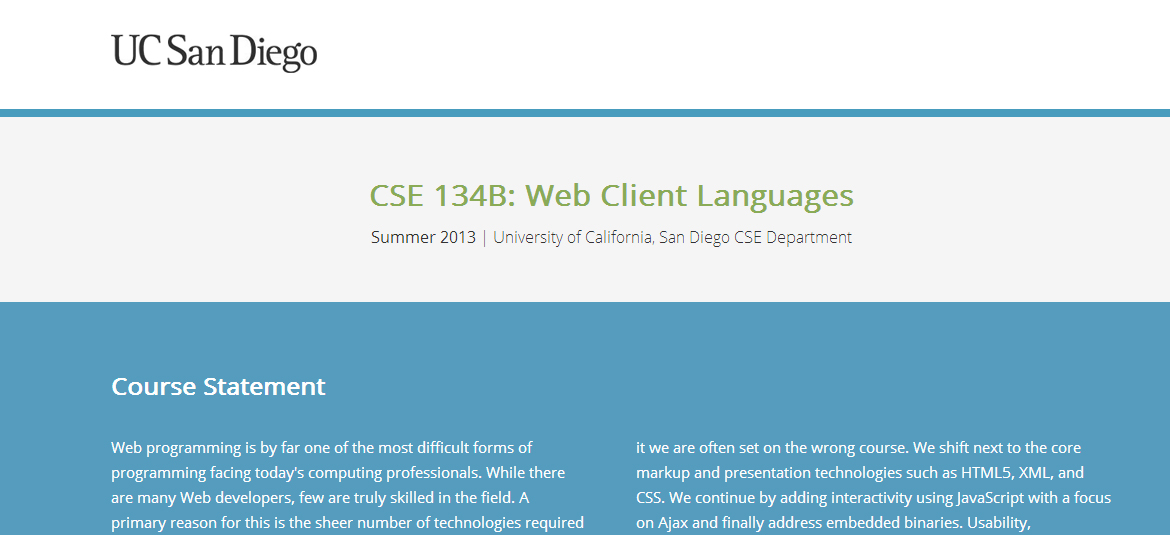 UC San Diego
CSE 134B: Web Client Languages
Summer 2013 | University of California, San Diego CSE Department
Course Statement
Web programming is by far one of the most difficult forms of
programming facing today's computing professionals. While there
are many Web developers, few are truly skilled in the field. A
primary reason for this is the sheer number of technologies required
it we are often set on the wrong course. We shift next to the core
markup and presentation technologies such as HTML5, XML, and
CSS. We continue by adding interactivity using JavaScript with a focus
on Ajax and finally address embedded binaries. Usability,